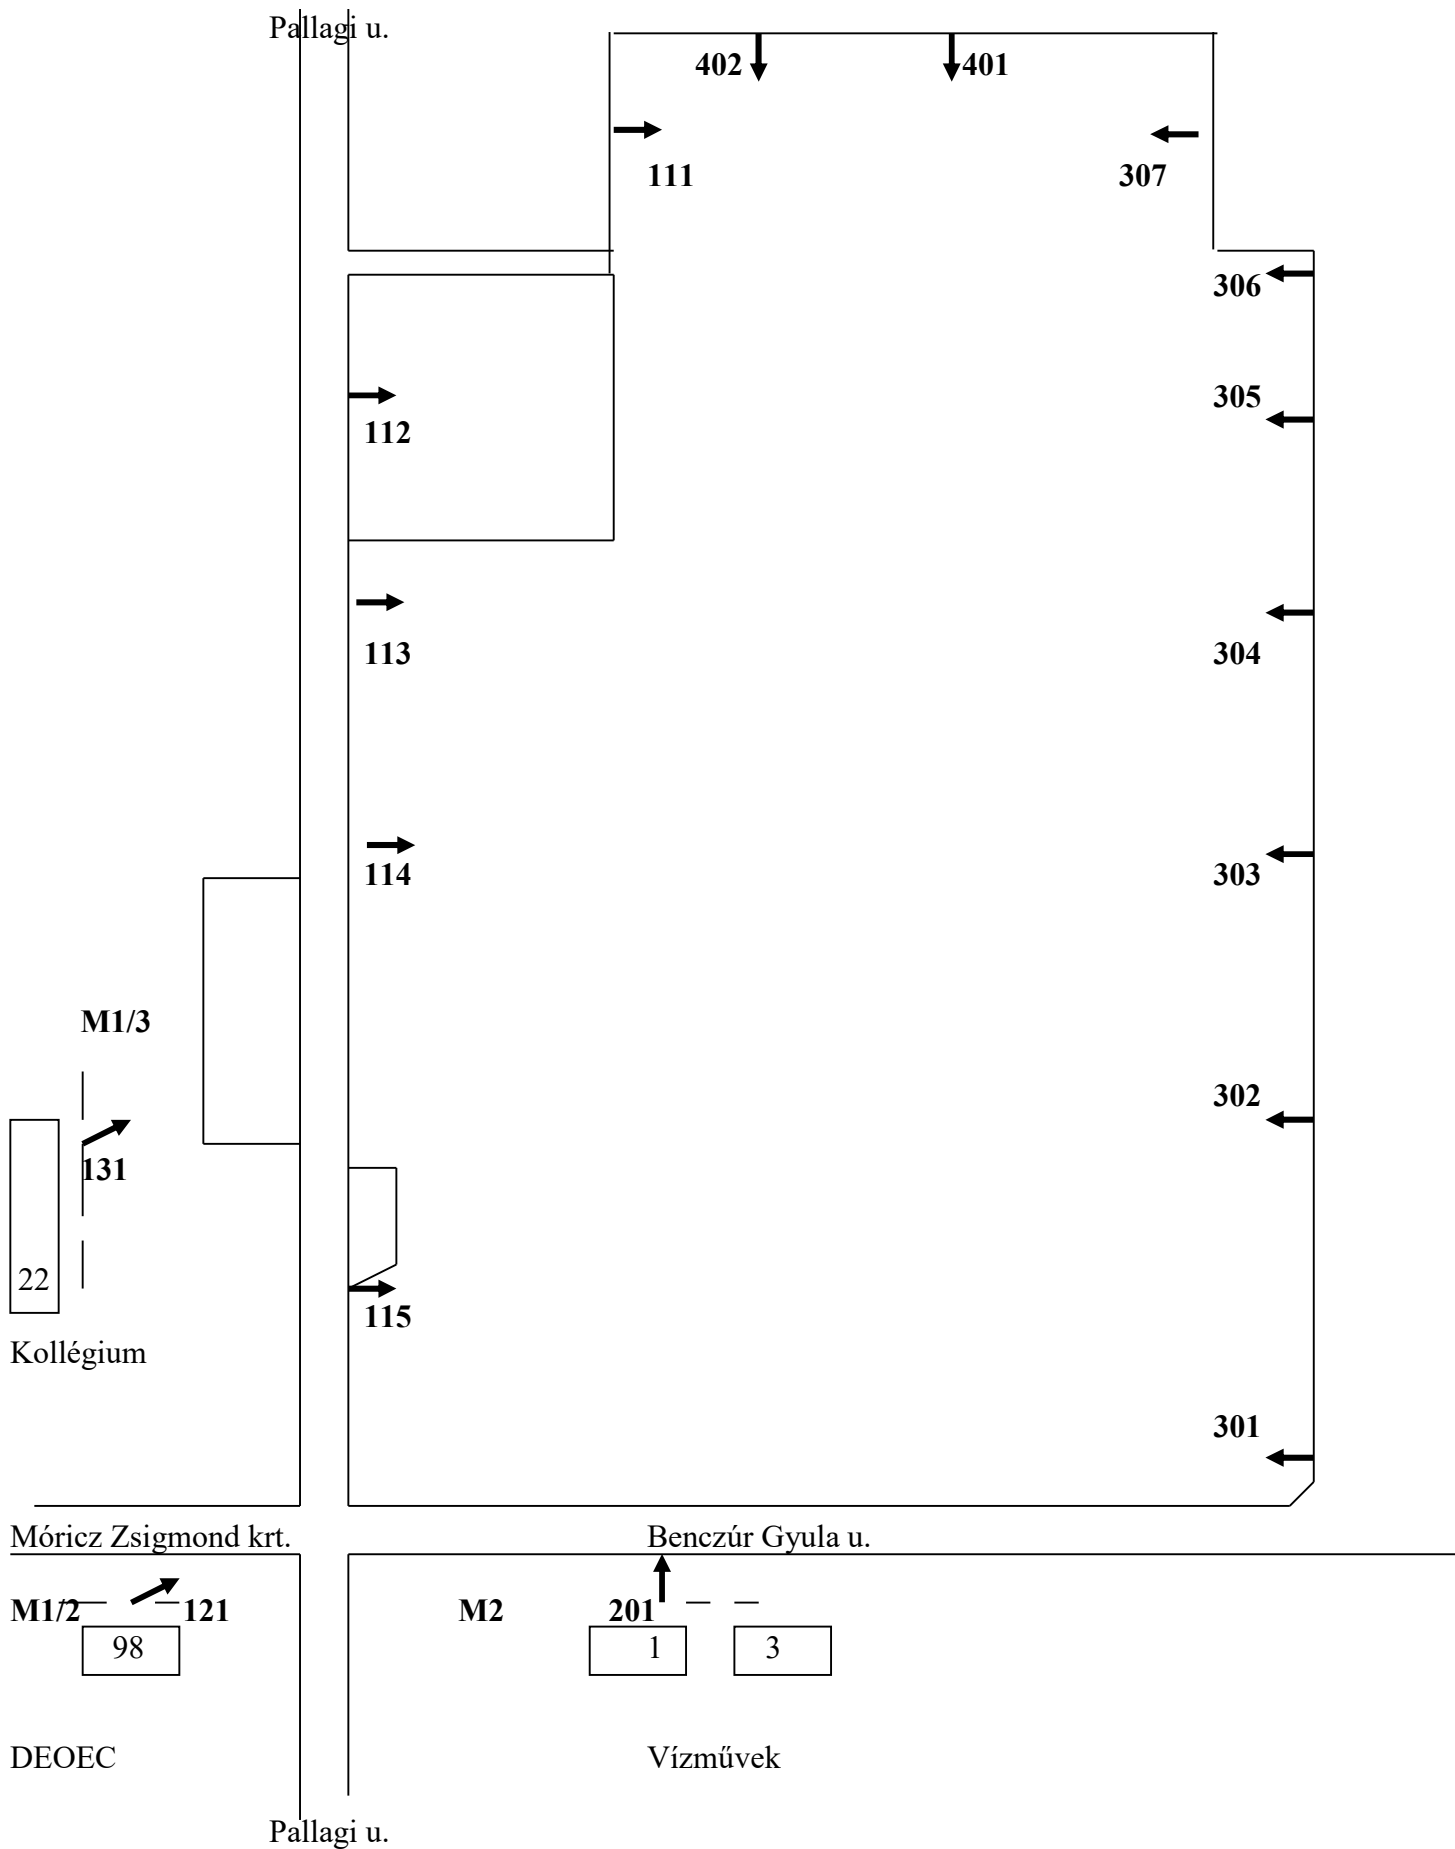 Pallagi u.
402 401
111 307
306
305
112
113 304
114 303
M1/3
302
131
22
115
Kollégium
301
Móricz Zsigmond krt. Benczúr Gyula u.
M1/2 121 M2 201
98 1 3
DEOEC Vízművek
Pallagi u.